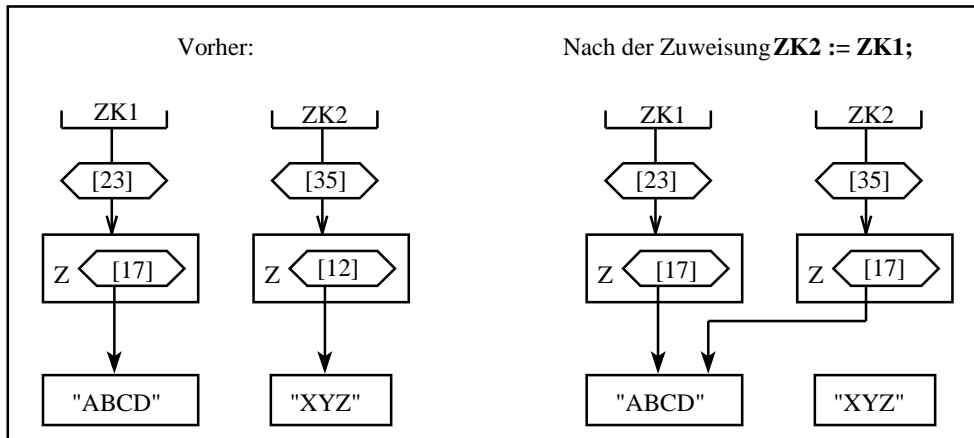 Vorher:
Nach der Zuweisung ZK2 := ZK1;
ZK1
ZK2
ZK1
ZK2
[23]
[35]
[23]
[35]
Z [17]
Z [12]
Z [17]
Z [17]
"ABCD"
"XYZ"
"ABCD"
"XYZ"